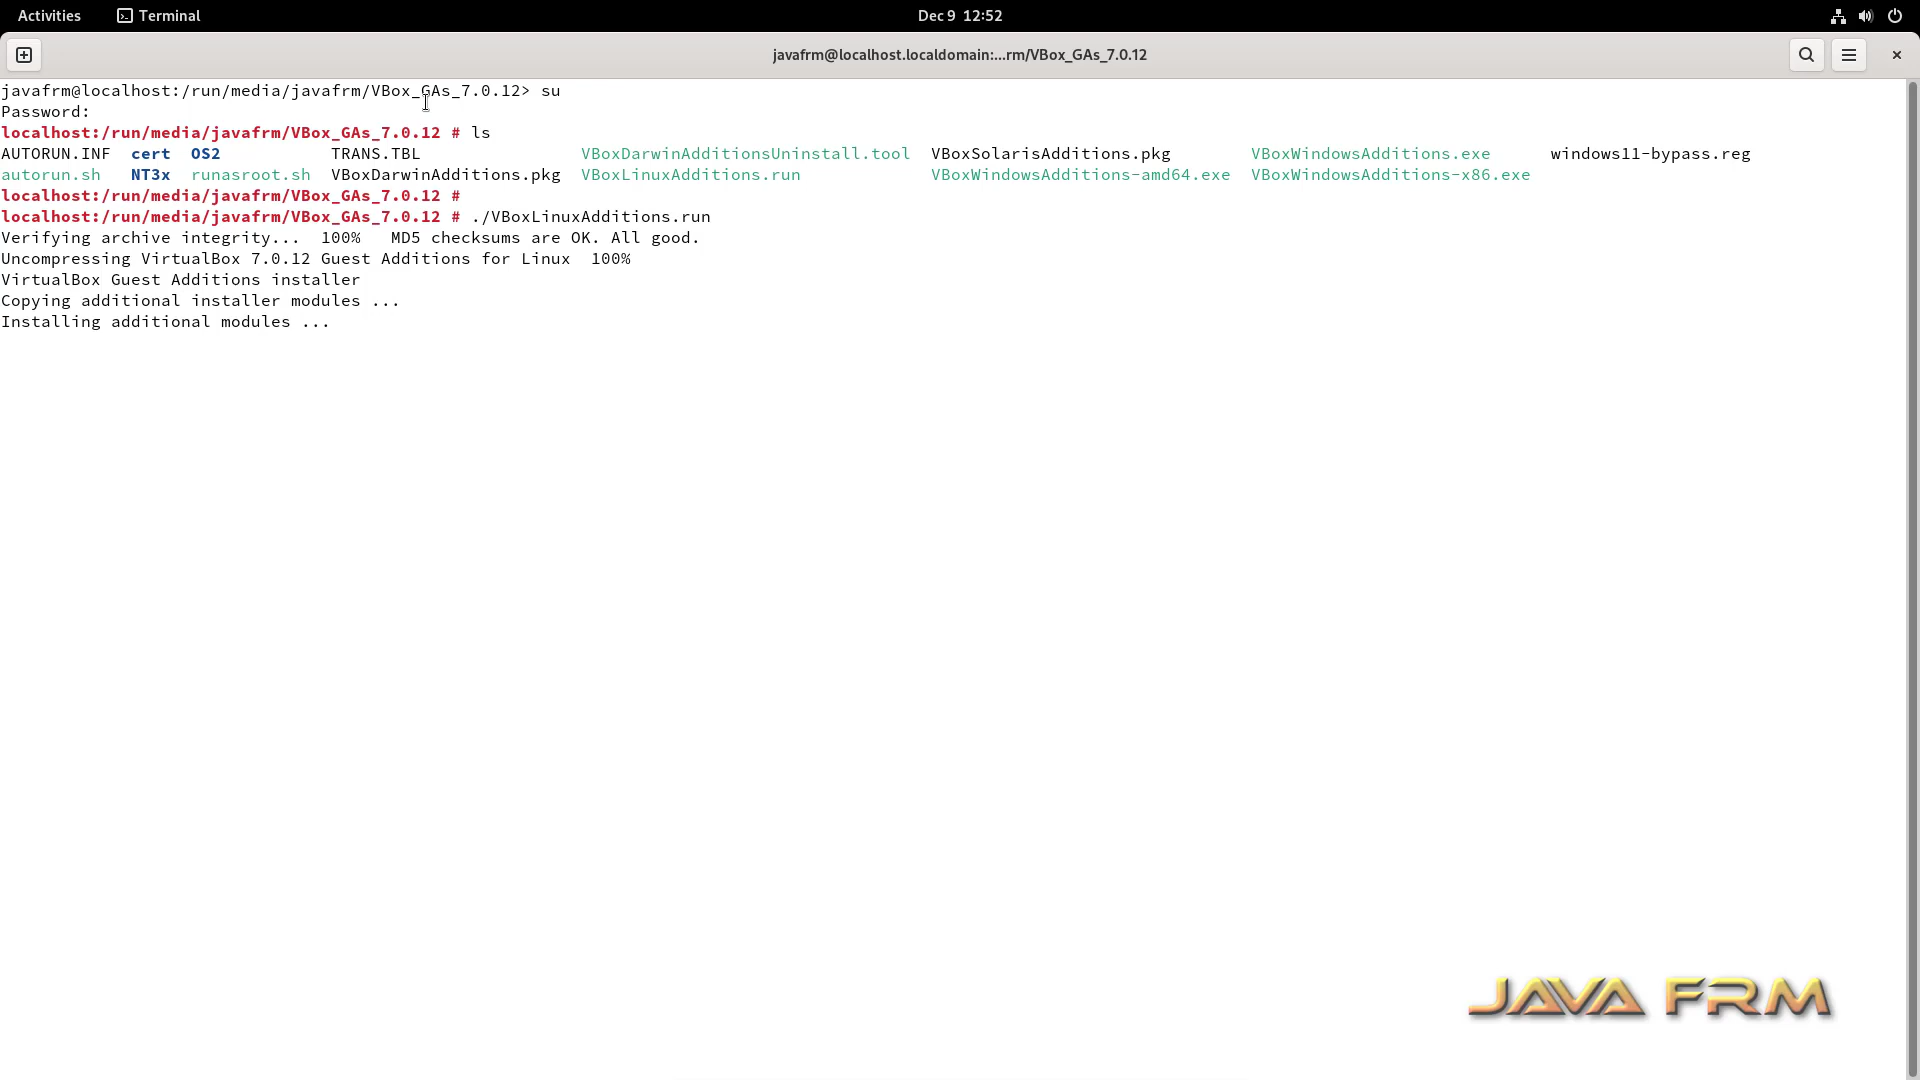 Activities Terminal Dec 9 12:52
javafrm@localhost.localdomain:...rm/VBox_GAs_7.0.12
javafrm@localhost:/run/media/javafrm/VBox_GAs_7.0.12> su
Password:
localhost:/run/media/javafrm/VBox_GAs_7.0.12 # ls
AUTORUN.INF cert OS2 TRANS.TBL VBoxDarwinAdditionsUninstall.tool VBoxSolarisAdditions.pkg VBoxWindowsAdditions.exe windows11-bypass.reg
autorun.sh NT3x runasroot.sh VBoxDarwinAdditions.pkg VBoxLinuxAdditions.run VBoxWindowsAdditions-amd64.exe VBoxWindowsAdditions-x86.exe
localhost:/run/media/javafrm/VBox_GAs_7.0.12 #
localhost:/run/media/javafrm/VBox_GAs_7.0.12 # ./VBoxLinuxAdditions.run
Verifying archive integrity... 100% MD5 checksums are OK. All good.
Uncompressing VirtualBox 7.0.12 Guest Additions for Linux 100%
VirtualBox Guest Additions installer
Copying additional installer modules ...
Installing additional modules ...
JAVA FRM